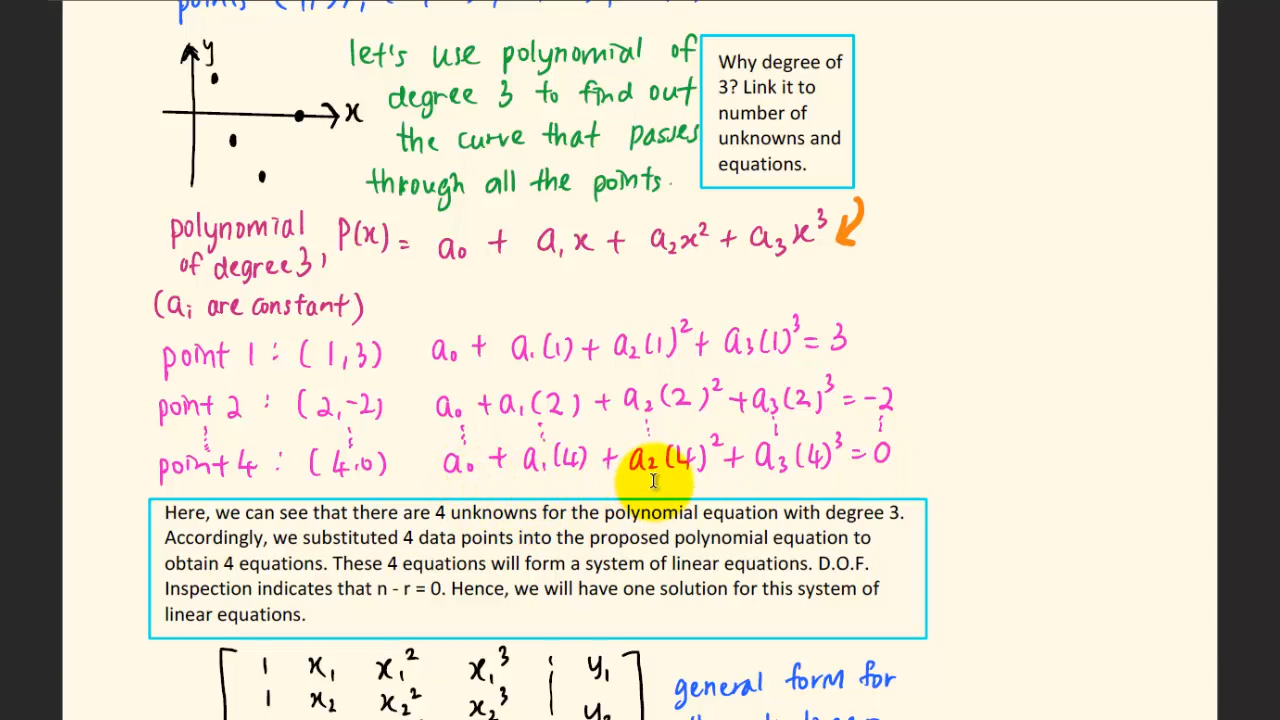 points
y
x
let's use polynomial of
degree 3 to find out
the curve that passes
through all the points.
Why degree of
3? Link it to
number of
unknowns and
equations.
polynomial
of degree 3,
P(x) = a₀ + a₁x + a₂x² + a₃x³
(aᵢ are constant)
point 1 : (1,3) a₀ + a₁(1) + a₂(1)² + a₃(1)³ = 3
point 2 : (2,-2) a₀ + a₁(2) + a₂(2)² + a₃(2)³ = -2
point 4 : (4,0) a₀ + a₁(4) + a₂(4)² + a₃(4)³ = 0
Here, we can see that there are 4 unknowns for the polynomial equation with degree 3.
Accordingly, we substituted 4 data points into the proposed polynomial equation to
obtain 4 equations. These 4 equations will form a system of linear equations. D.O.F.
Inspection indicates that n - r = 0. Hence, we will have one solution for this system of
linear equations.
1 x₁ x₁² x₁³ y₁
1 x₂ x₂² x₂³ y₂
general form for